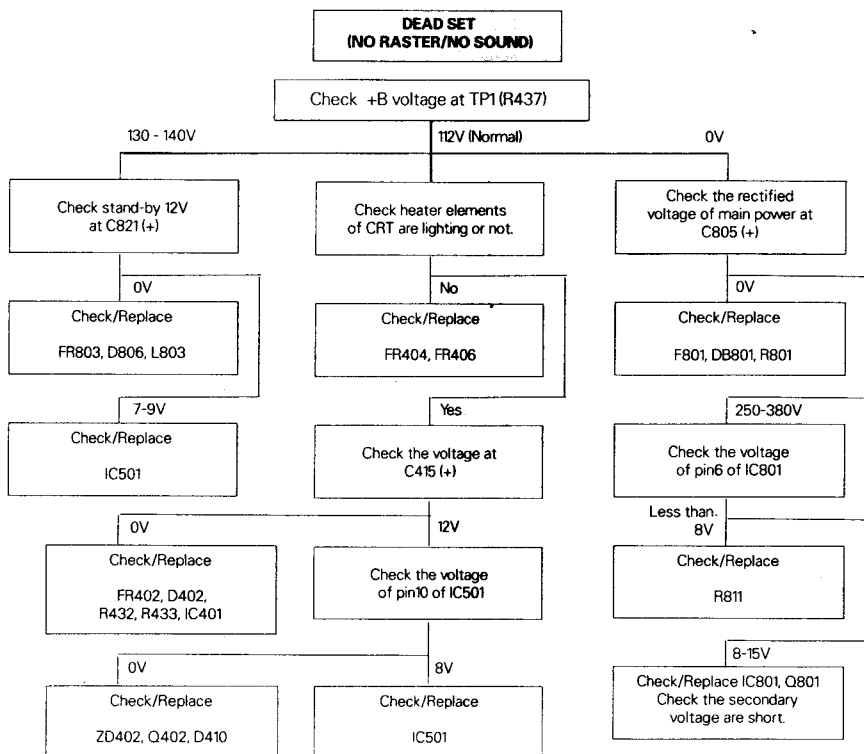 DEAD SET
(NO RASTER/NO SOUND)
Check +B voltage at TP1 (R437)
130 - 140V
112V (Normal)
0V
Check stand-by 12V
at C821 (+)
Check heater elements
of CRT are lighting or not.
Check the rectified
voltage of main power at
C805 (+)
0V
No
0V
Check/Replace
FR803, D806, L803
Check/Replace
FR404, FR406
Check/Replace
F801, DB801, R801
7-9V
Yes
250-380V
Check/Replace
IC501
Check the voltage at
C415 (+)
Check the voltage
of pin6 of IC801
0V
12V
Less than.
8V
Check/Replace
FR402, D402,
R432, R433, IC401
Check the voltage
of pin10 of IC501
Check/Replace
R811
0V
8V
8-15V
Check/Replace
ZD402, Q402, D410
Check/Replace
IC501
Check/Replace IC801, Q801
Check the secondary
voltage are short.